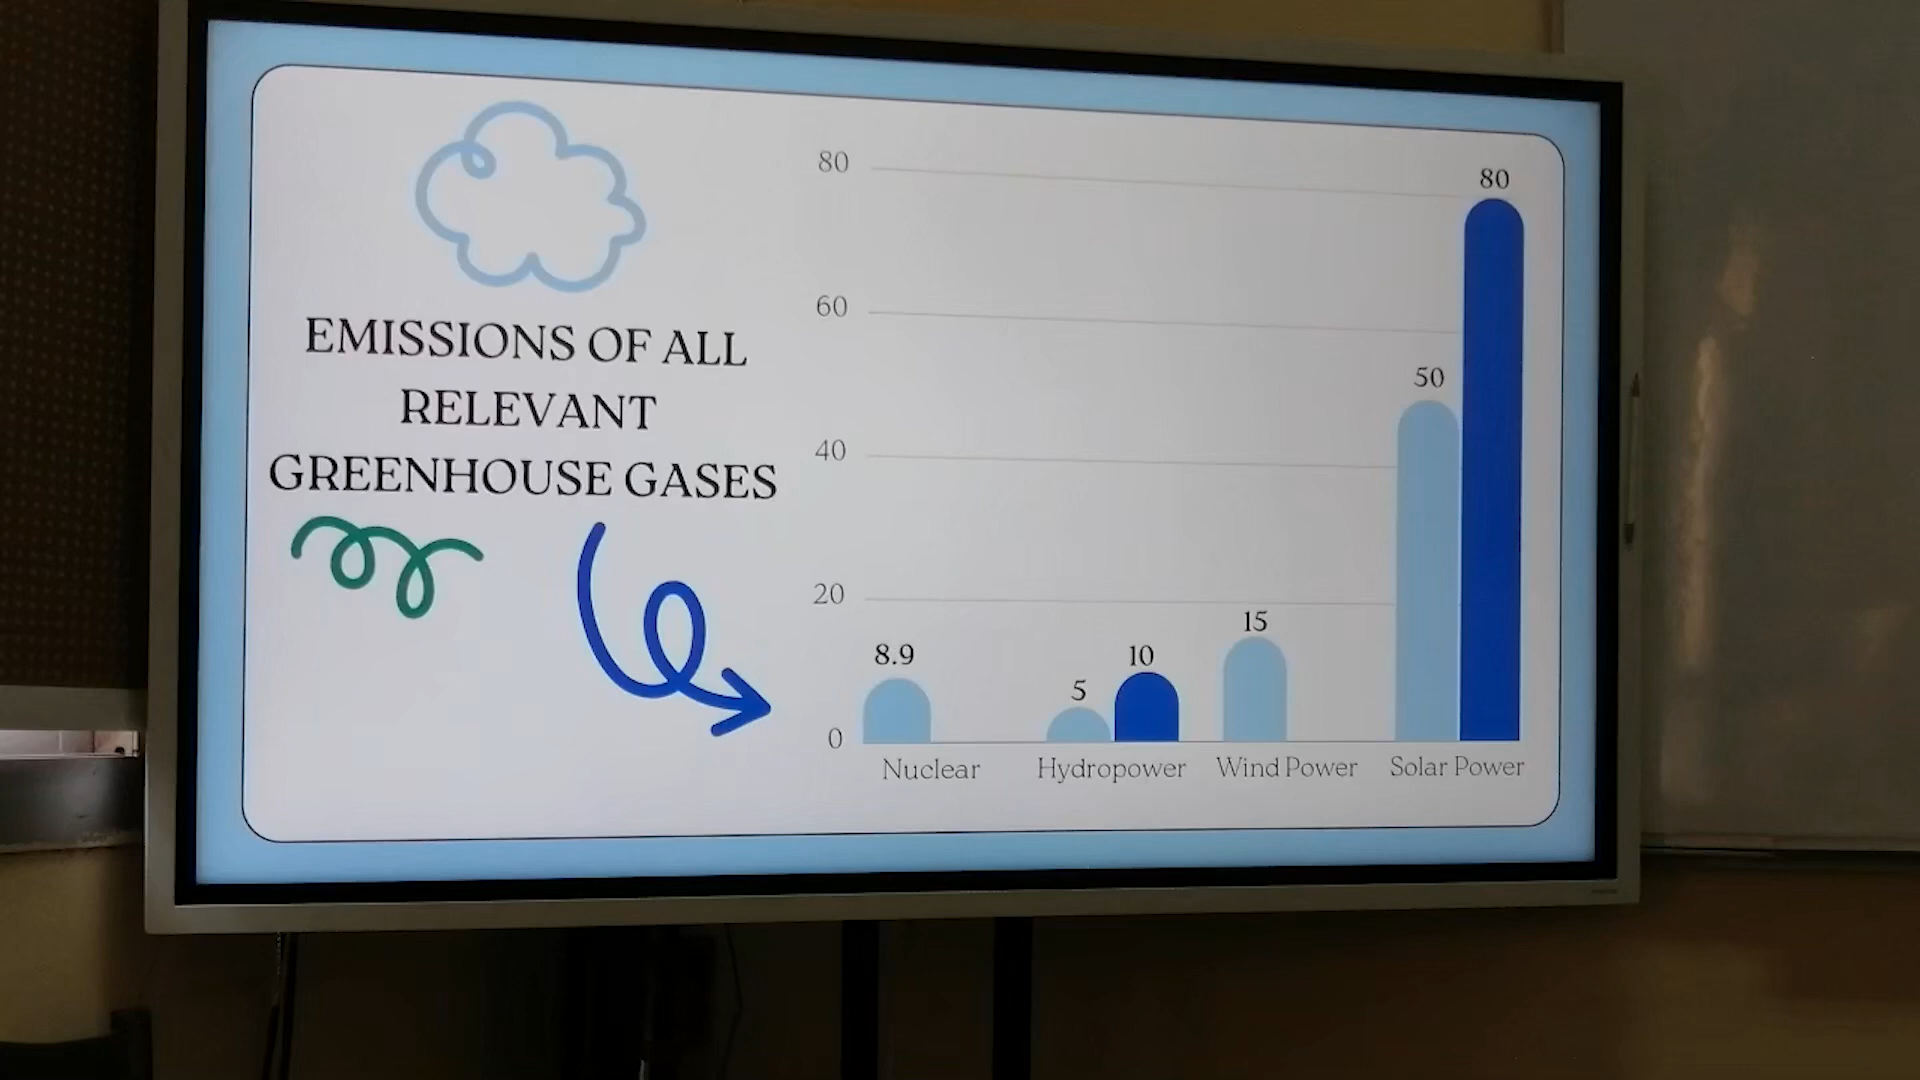 EMISSIONS OF ALL
RELEVANT
GREENHOUSE GASES
80
60
40
20
0
8.9
5
10
15
50
80
Nuclear
Hydropower
Wind Power
Solar Power